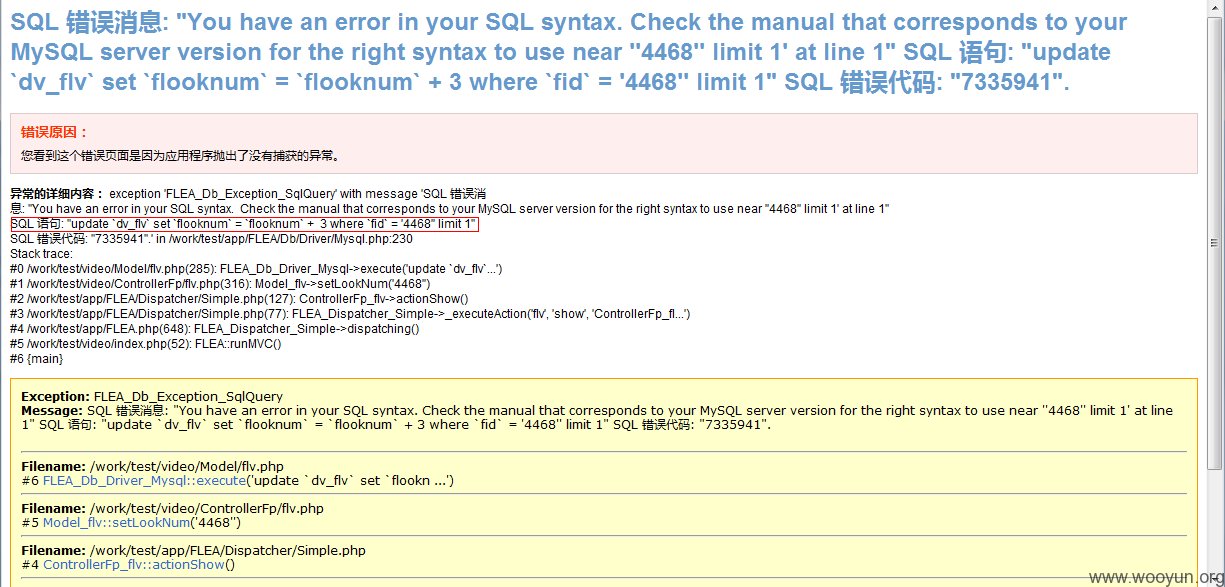 SQL 错误消息: "You have an error in your SQL syntax. Check the manual that corresponds to your
MySQL server version for the right syntax to use near ''4468'' limit 1' at line 1" SQL 语句: "update
`dv_flv` set `flooknum` = `flooknum` + 3 where `fid` = '4468'' limit 1" SQL 错误代码: "7335941".
错误原因：
您看到这个错误页面是因为应用程序抛出了没有捕获的异常。
异常的详细内容： exception 'FLEA_Db_Exception_SqlQuery' with message 'SQL 错误消
息: "You have an error in your SQL syntax.  Check the manual that corresponds to your MySQL server version for the right syntax to use near ''4468'' limit 1' at line 1"
SQL 语句: "update `dv_flv` set `flooknum` = `flooknum` +  3 where `fid` = '4468'' limit 1"
SQL 错误代码: "7335941".' in /work/test/app/FLEA/Db/Driver/Mysql.php:230
Stack trace:
#0 /work/test/video/Model/flv.php(285): FLEA_Db_Driver_Mysql->execute('update `dv_flv`...')
#1 /work/test/video/ControllerFp/flv.php(316): Model_flv->setLookNum('4468'')
#2 /work/test/app/FLEA/Dispatcher/Simple.php(127): ControllerFp_flv->actionShow()
#3 /work/test/app/FLEA/Dispatcher/Simple.php(77): FLEA_Dispatcher_Simple->_executeAction('flv', 'show', 'ControllerFp_fl...')
#4 /work/test/app/FLEA.php(648): FLEA_Dispatcher_Simple->dispatching()
#5 /work/test/video/index.php(52): FLEA::runMVC()
#6 {main}
Exception: FLEA_Db_Exception_SqlQuery
Message: SQL 错误消息: "You have an error in your SQL syntax. Check the manual that corresponds to your MySQL server version for the right syntax to use near ''4468'' limit 1' at line
1" SQL 语句: "update `dv_flv` set `flooknum` = `flooknum` + 3 where `fid` = '4468'' limit 1" SQL 错误代码: "7335941".
Filename: /work/test/video/Model/flv.php
#6 FLEA_Db_Driver_Mysql::execute('update `dv_flv` set `flookn ...')
Filename: /work/test/video/ControllerFp/flv.php
#5 Model_flv::setLookNum('4468'')
Filename: /work/test/app/FLEA/Dispatcher/Simple.php
#4 ControllerFp_flv::actionShow()
www.wooyun.org